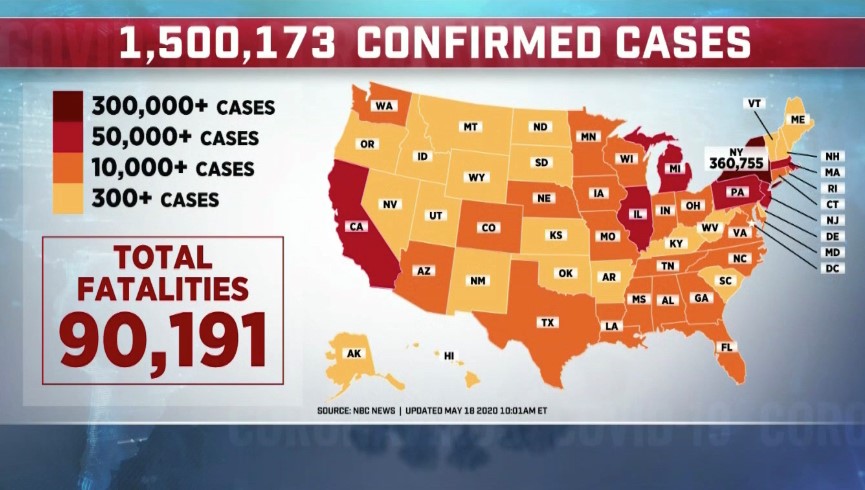 COVID
1,500,173 CONFIRMED CASES
300,000+ CASES
50,000+ CASES
10,000+ CASES
300+ CASES
TOTAL
FATALITIES
90,191
WA
OR
CA
ID
NV
MT
WY
UT
AZ
CO
NM
ND
SD
NE
KS
OK
TX
MN
IA
MO
AR
LA
WI
IL
MS
MI
IN
OH
KY
TN
AL
GA
FL
SC
NC
VA
WV
PA
NY
360,755
VT
ME
NH
MA
RI
CT
NJ
DE
MD
DC
AK
HI
SOURCE: NBC NEWS | UPDATED MAY 18 2020 10:01AM ET
COVID-19